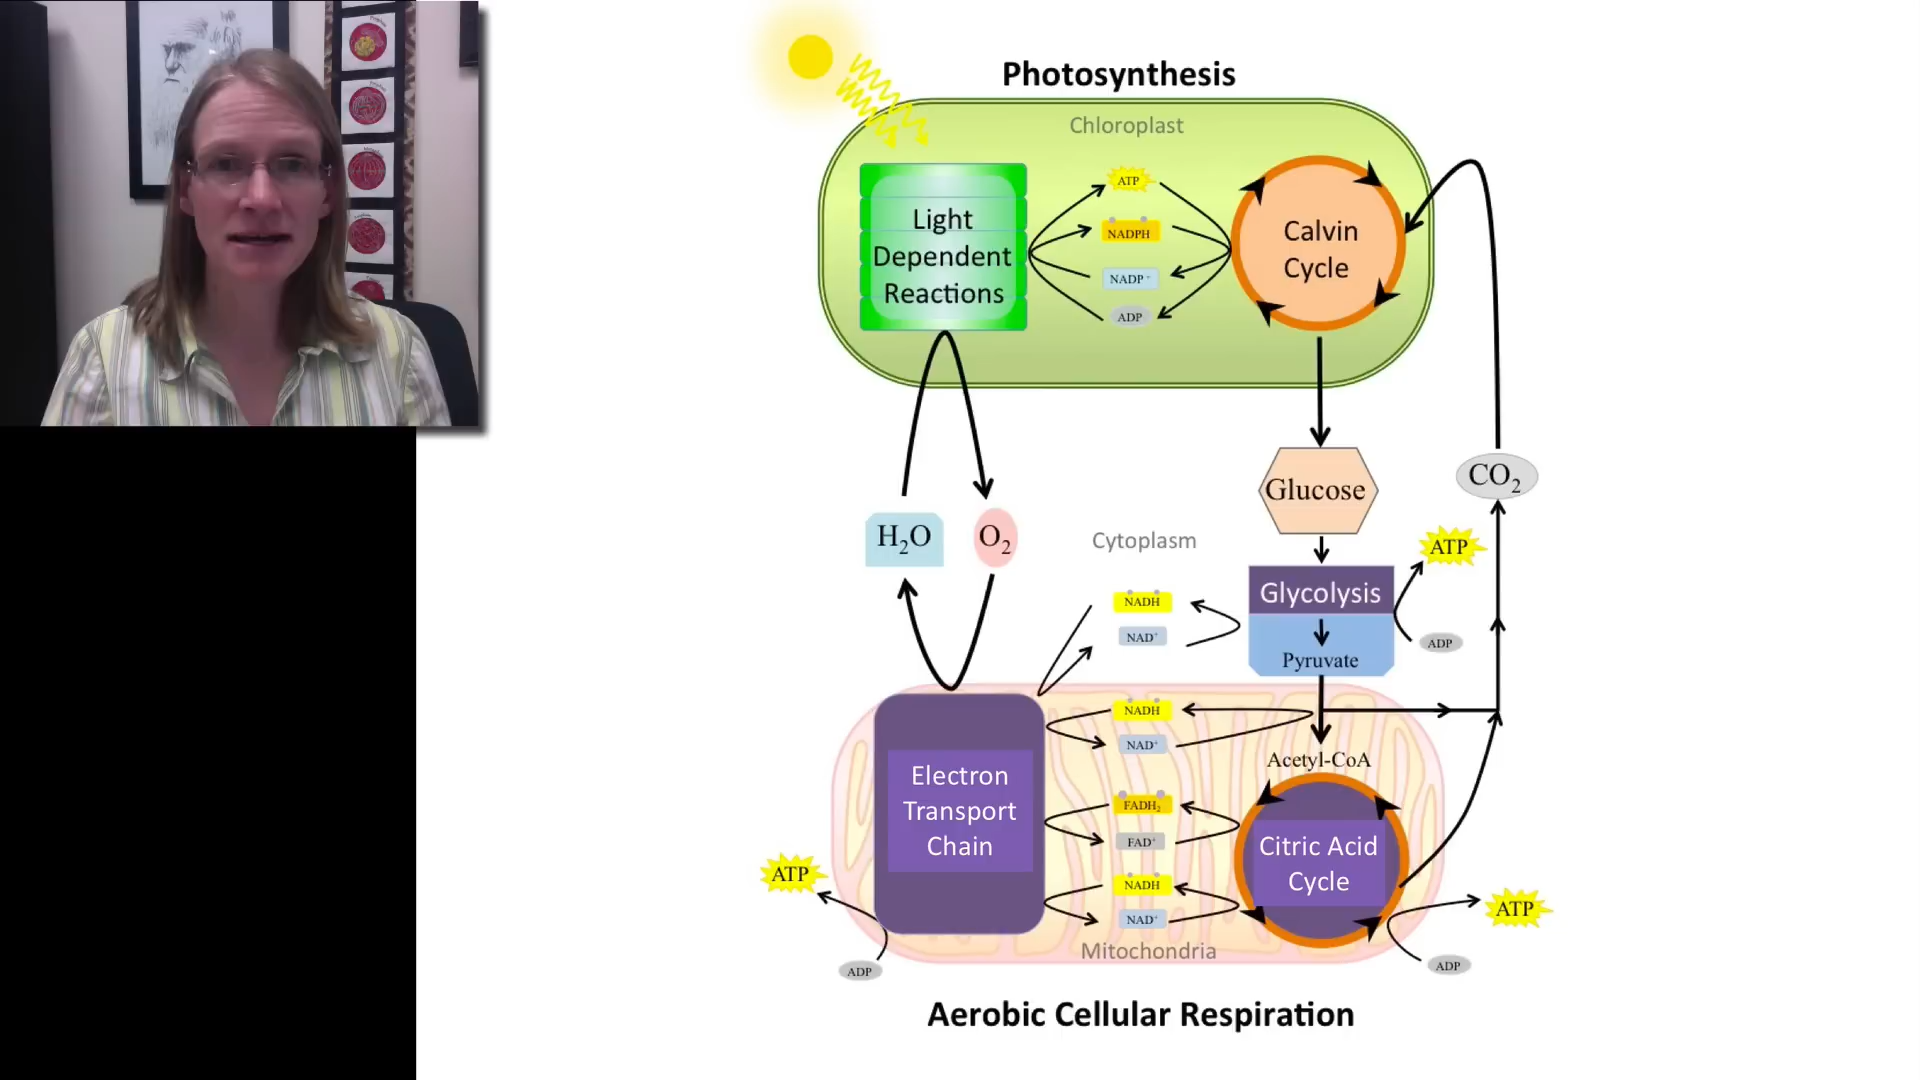 Photosynthesis
Chloroplast
Light
Dependent
Reactions
ATP
NADPH
NADP⁺
ADP
Calvin
Cycle
Glucose
CO₂
H₂O
O₂
Cytoplasm
ATP
Glycolysis
ADP
Pyruvate
NADH
NAD⁺
NADH
NAD⁺
Acetyl-CoA
Electron
Transport
Chain
FADH₂
FAD⁺
NADH
NAD⁺
Citric Acid
Cycle
ATP
ADP
ATP
ADP
Mitochondria
Aerobic Cellular Respiration